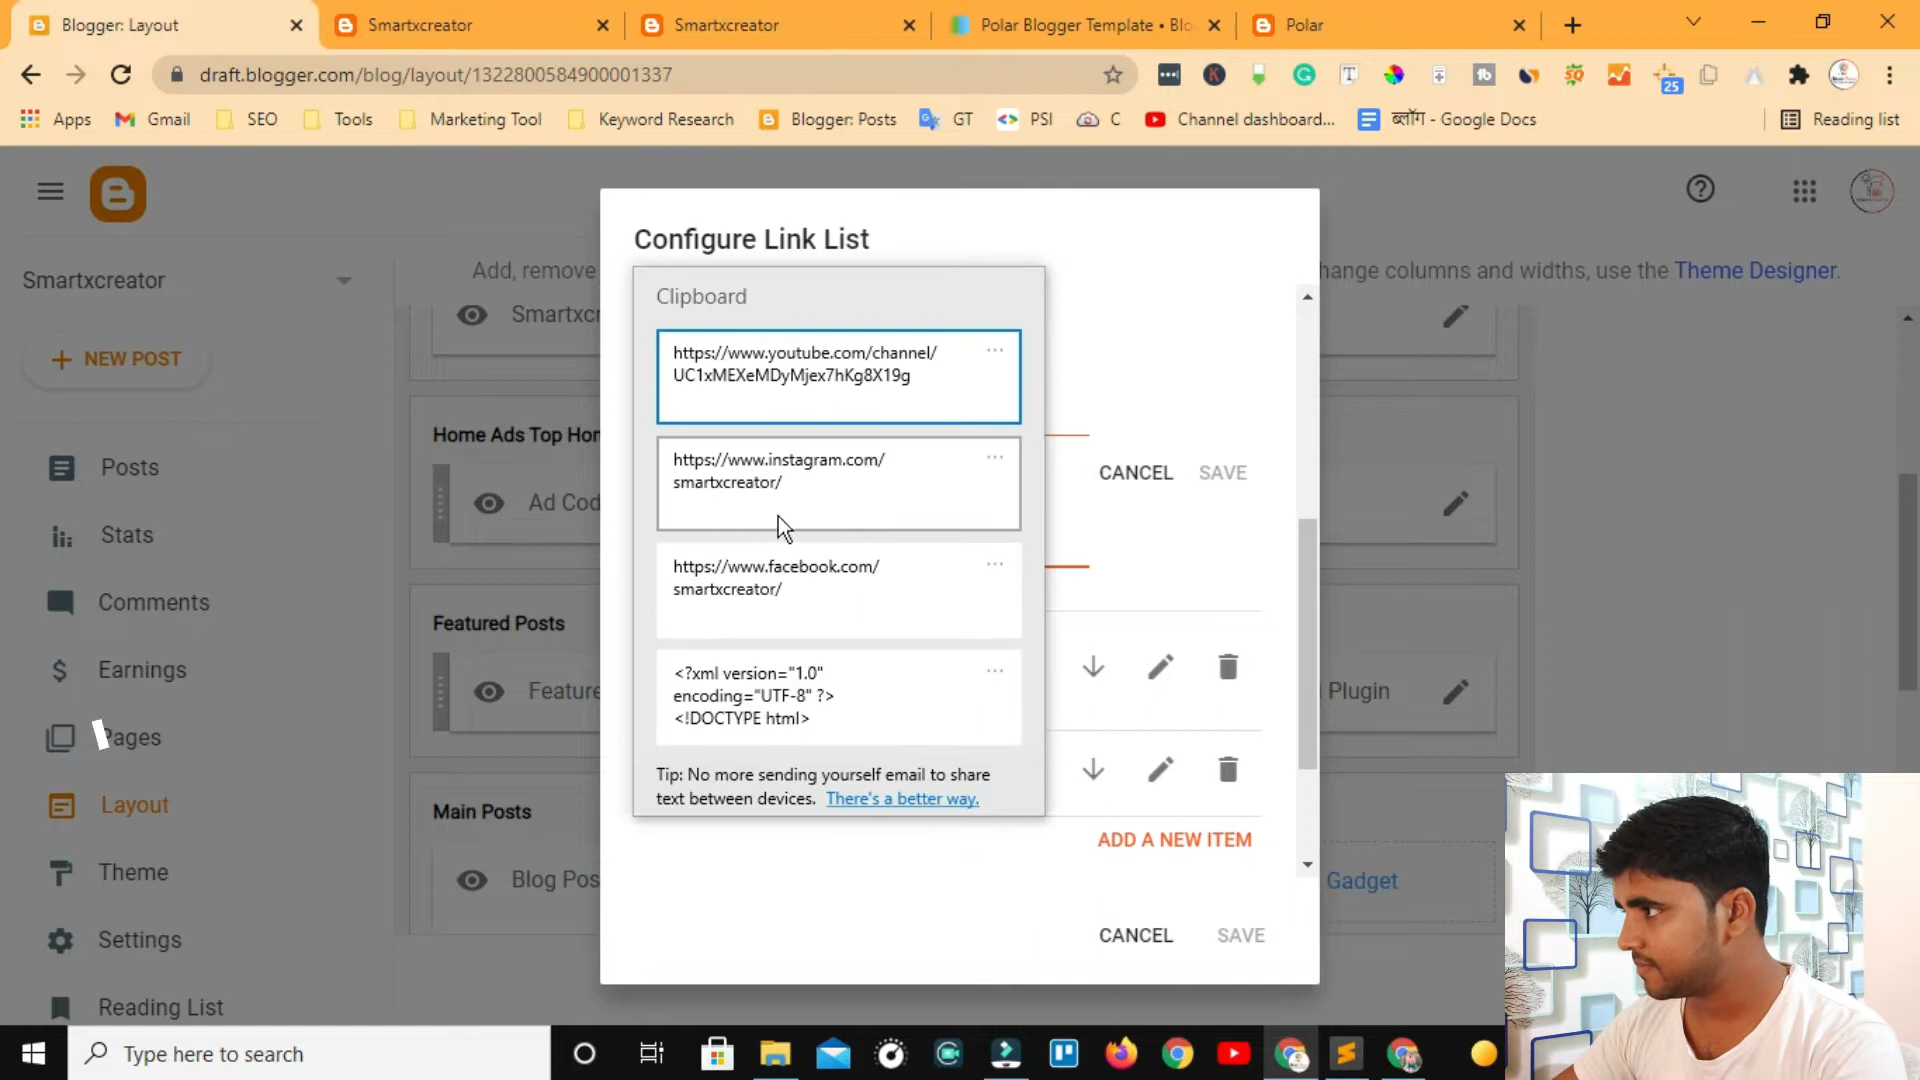 Blogger: Layout
Smartxcreator
Smartxcreator
Polar Blogger Template • Blo
Polar
draft.blogger.com/blog/layout/1322800584900001337
25
Apps
Gmail
SEO
Tools
Marketing Tool
Keyword Research
Blogger: Posts
GT
PSI
C
Channel dashboard...
ब्लॉग - Google Docs
Reading list
Smartxcreator
NEW POST
Posts
Stats
Comments
Earnings
Pages
Layout
Theme
Settings
Reading List
Add, remove
hange columns and widths, use the Theme Designer.
Smartxcr
Home Ads Top Hor
Ad Cod
Featured Posts
Feature
Plugin
Main Posts
Blog Pos
Gadget
Configure Link List
Clipboard
https://www.youtube.com/channel/
UC1xMEXeMDyMjex7hKg8X19g
https://www.instagram.com/
smartxcreator/
https://www.facebook.com/
smartxcreator/
<?xml version="1.0"
encoding="UTF-8" ?>
<!DOCTYPE html>
Tip: No more sending yourself email to share
text between devices. There's a better way.
CANCEL SAVE
ADD A NEW ITEM
CANCEL SAVE
Type here to search